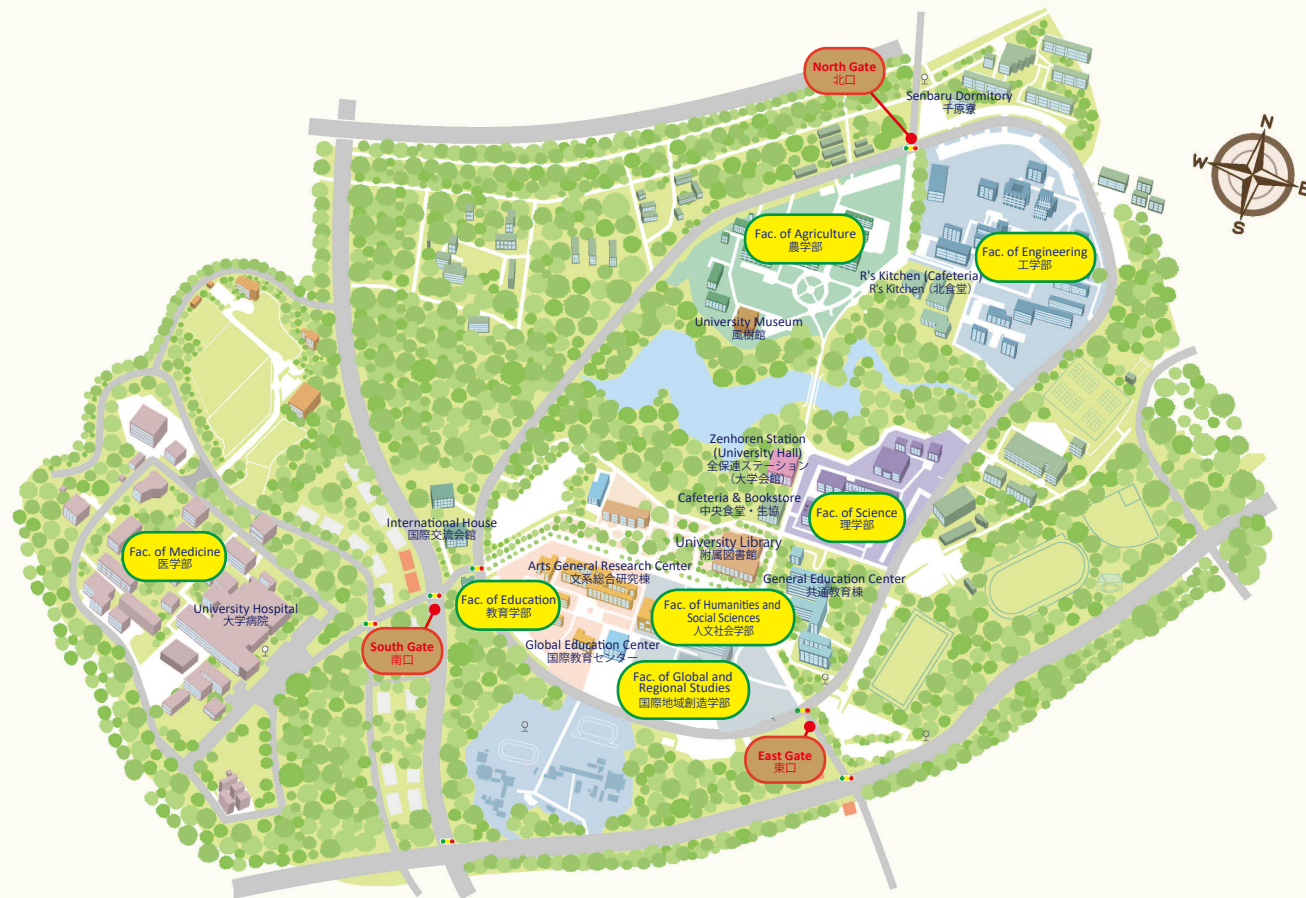 North Gate
北口
Senbaru Dormitory
千原寮
N
W
E
S
Fac. of Agriculture
農学部
Fac. of Engineering
工学部
R's Kitchen (Cafeteria)
R's Kitchen（北食堂）
University Museum
風樹館
Zenhoren Station
(University Hall)
全保連ステーション
（大学会館）
Cafeteria & Bookstore
中央食堂・生協
Fac. of Science
理学部
International House
国際交流会館
University Library
附属図書館
Arts General Research Center
文系総合研究棟
General Education Center
共通教育棟
Fac. of Medicine
医学部
Fac. of Education
教育学部
Fac. of Humanities and
Social Sciences
人文社会学部
University Hospital
大学病院
South Gate
南口
Global Education Center
国際教育センター
Fac. of Global and
Regional Studies
国際地域創造学部
East Gate
東口